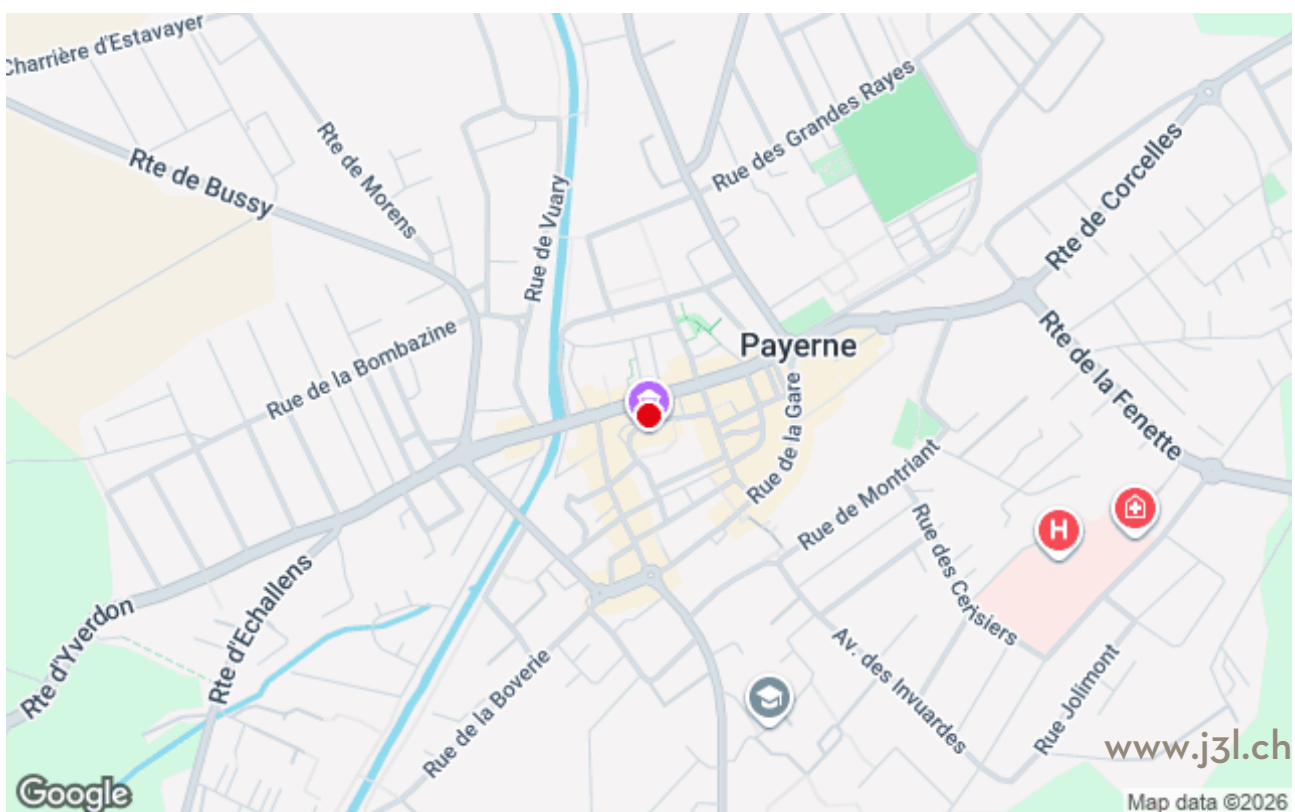 Charrière d'Estavayer
Rte de Bussy
Rte de Morens
Rue de Vuary
Rue des Grandes Rayes
Rte de Corcelles
Rue de la Bombazine
Payerne
Rte de la Fenette
Rue de la Gare
Rue de Montriant
Rue des Cerisiers
H
Rte d'Yverdon
Rte d'Echallens
Rue de la Boverie
Av. des Invuardes
Rue Jolimont
www.j3l.ch
Google
Map data ©2026